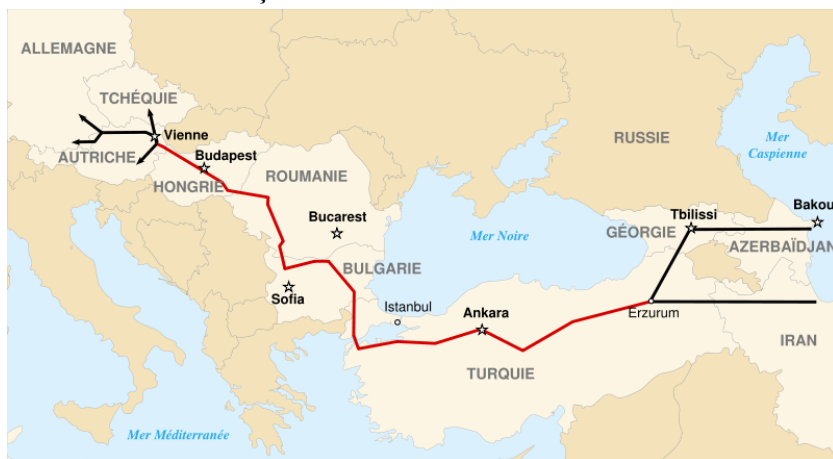 ALLEMAGNE
TCHÉQUIE
Vienne
AUTRICHE
Budapest
HONGRIE
ROUMANIE
Bucarest
BULGARIE
Sofia
Istanbul
Ankara
TURQUIE
Erzurum
Mer Noire
RUSSIE
Mer
Caspienne
Tbilissi
GÉORGIE
Bakou
AZERBAÏDJAN
IRAN
Mer Méditerranée